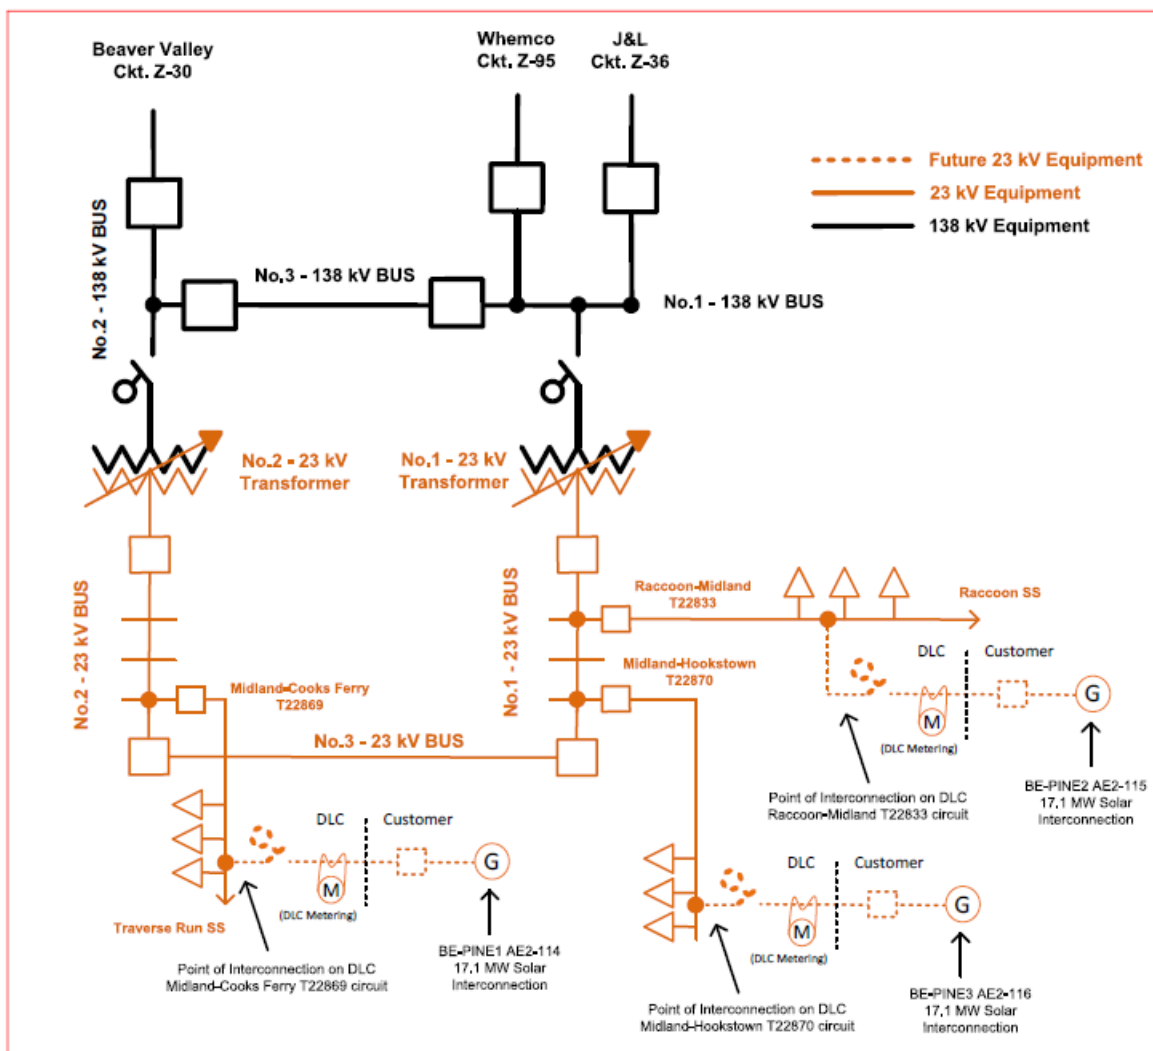 Beaver Valley
Ckt. Z-30
Whemco
Ckt. Z-95
J&L
Ckt. Z-36
Future 23 kV Equipment
23 kV Equipment
138 kV Equipment
No.2 - 138 kV BUS
No.3 - 138 kV BUS
No.1 - 138 kV BUS
No.2 - 23 kV
Transformer
No.1 - 23 kV
Transformer
No.2 - 23 kV BUS
No.1 - 23 kV BUS
Raccoon-Midland
T22833
Raccoon SS
Midland-Hookstown
T22870
DLC
Customer
G
M
(DLC Metering)
Midland-Cooks Ferry
T22869
No.3 - 23 kV BUS
Point of Interconnection on DLC
Raccoon-Midland T22833 circuit
BE-PINE2 AE2-115
17.1 MW Solar
Interconnection
DLC
Customer
G
M
(DLC Metering)
Traverse Run SS
Point of Interconnection on DLC
Midland-Cooks Ferry T22869 circuit
BE-PINE1 AE2-114
17.1 MW Solar
Interconnection
DLC
Customer
G
M
(DLC Metering)
Point of Interconnection on DLC
Midland-Hookstown T22870 circuit
BE-PINE3 AE2-116
17.1 MW Solar
Interconnection